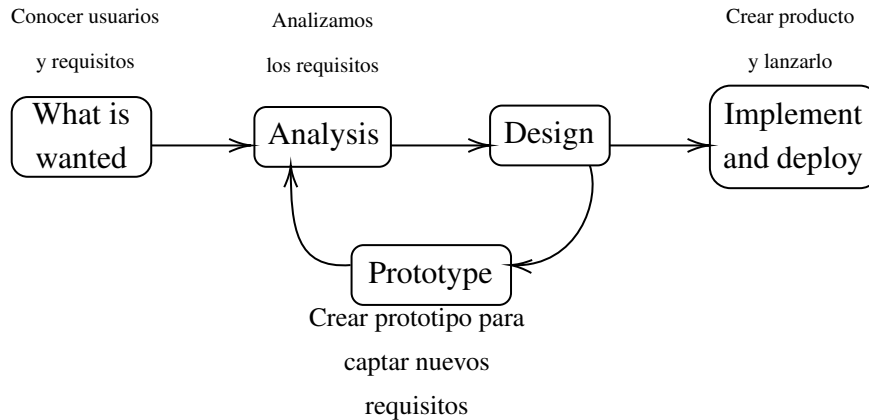 Conocer usuarios
y requisitos
Analizamos
los requisitos
Crear producto
y lanzarlo
What is
wanted
Analysis
Design
Implement
and deploy
Prototype
Crear prototipo para
captar nuevos
requisitos